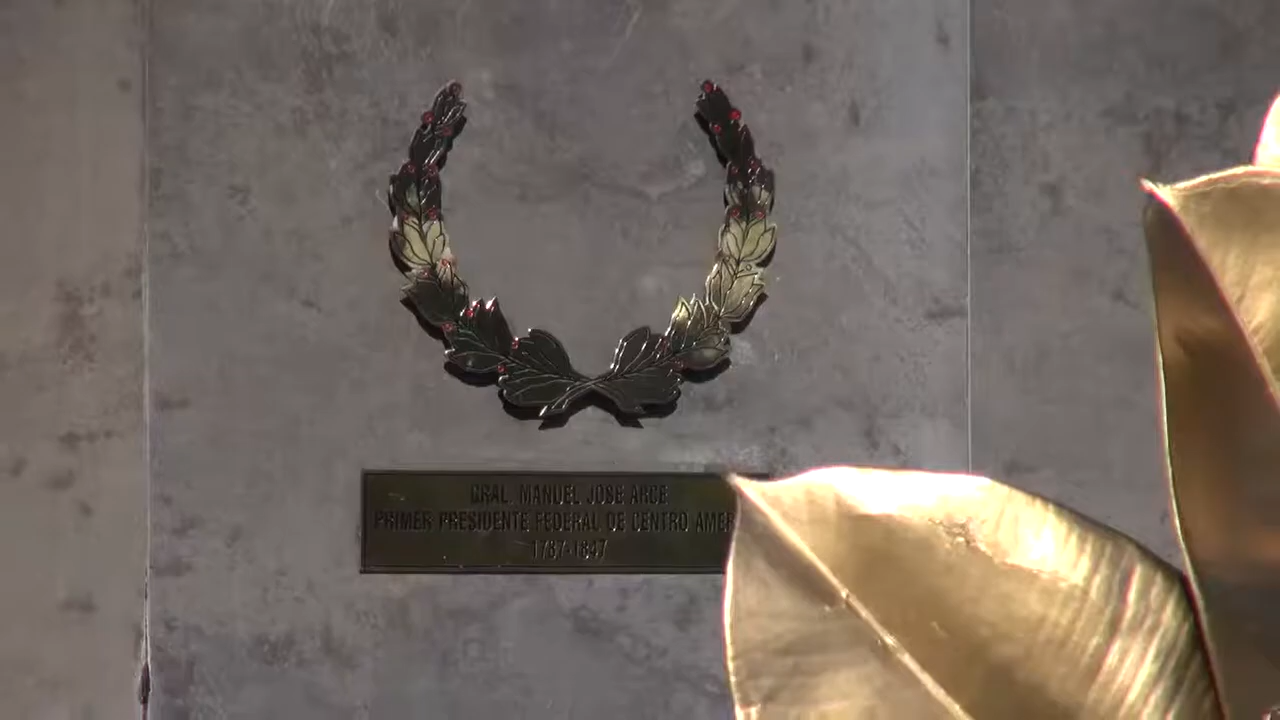 GRAL. MANUEL JOSE ARCE
PRIMER PRESIDENTE FEDERAL DE CENTRO AMER
1787-1847